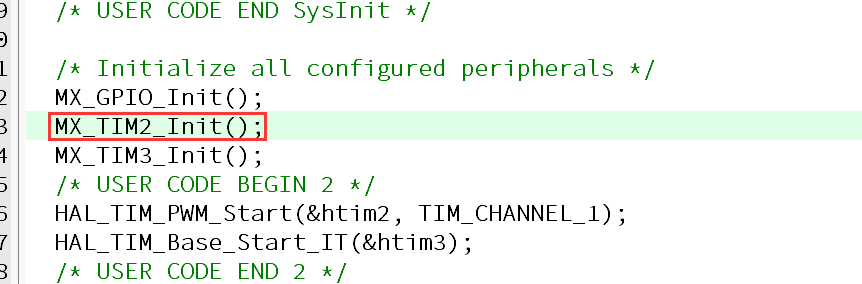 9 /* USER CODE END SysInit */
0
1 /* Initialize all configured peripherals */
2 MX_GPIO_Init();
3 MX_TIM2_Init();
4 MX_TIM3_Init();
5 /* USER CODE BEGIN 2 */
6 HAL_TIM_PWM_Start(&htim2, TIM_CHANNEL_1);
7 HAL_TIM_Base_Start_IT(&htim3);
8 /* USER CODE END 2 */